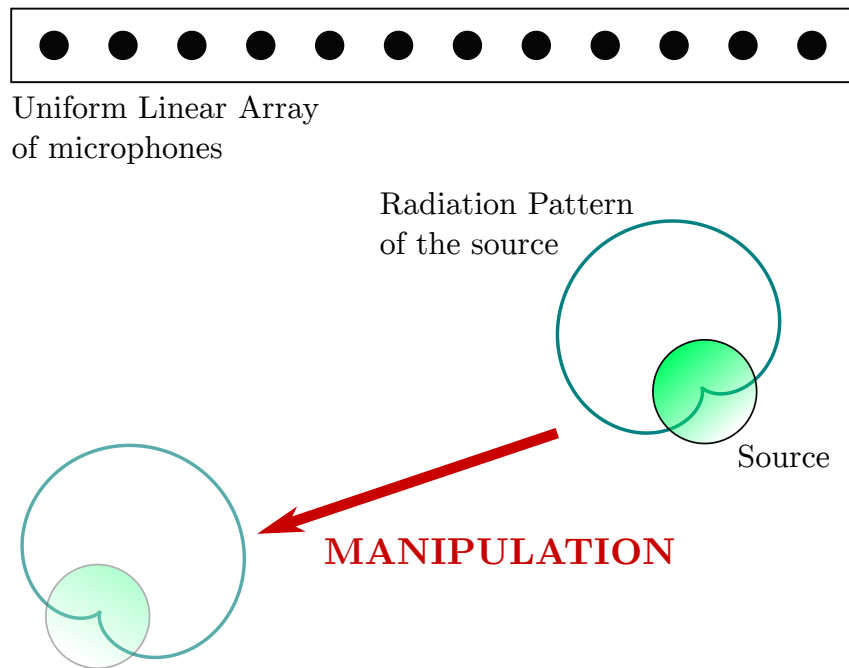 Uniform Linear Array
of microphones
Radiation Pattern
of the source
Source
MANIPULATION